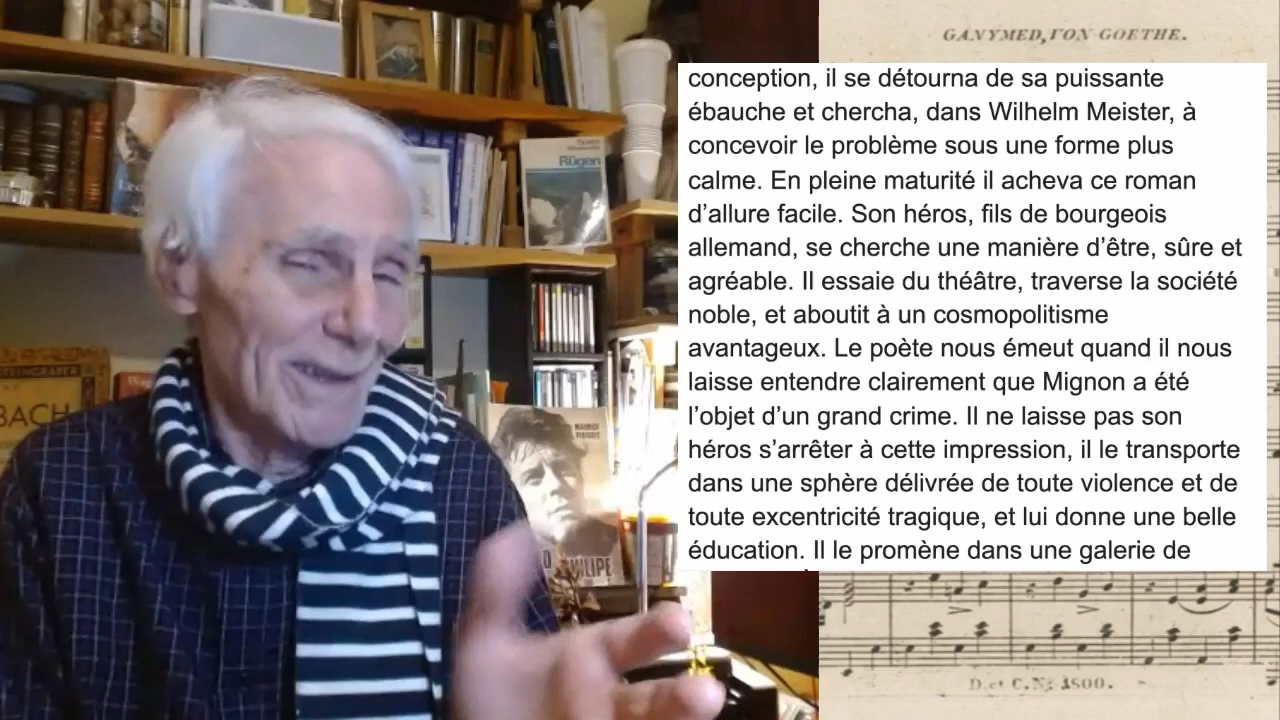 GANYMED, VON GOETHE.
conception, il se détourna de sa puissante
ébauche et chercha, dans Wilhelm Meister, à
concevoir le problème sous une forme plus
calme. En pleine maturité il acheva ce roman
d’allure facile. Son héros, fils de bourgeois
allemand, se cherche une manière d’être, sûre et
agréable. Il essaie du théâtre, traverse la société
noble, et aboutit à un cosmopolitisme
avantageux. Le poète nous émeut quand il nous
laisse entendre clairement que Mignon a été
l’objet d’un grand crime. Il ne laisse pas son
héros s’arrêter à cette impression, il le transporte
dans une sphère délivrée de toute violence et de
toute excentricité tragique, et lui donne une belle
éducation. Il le promène dans une galerie de
D. et C. Nº 1800.
Rügen
STEINGRABER
BACH
MAURICE
PHILIPE